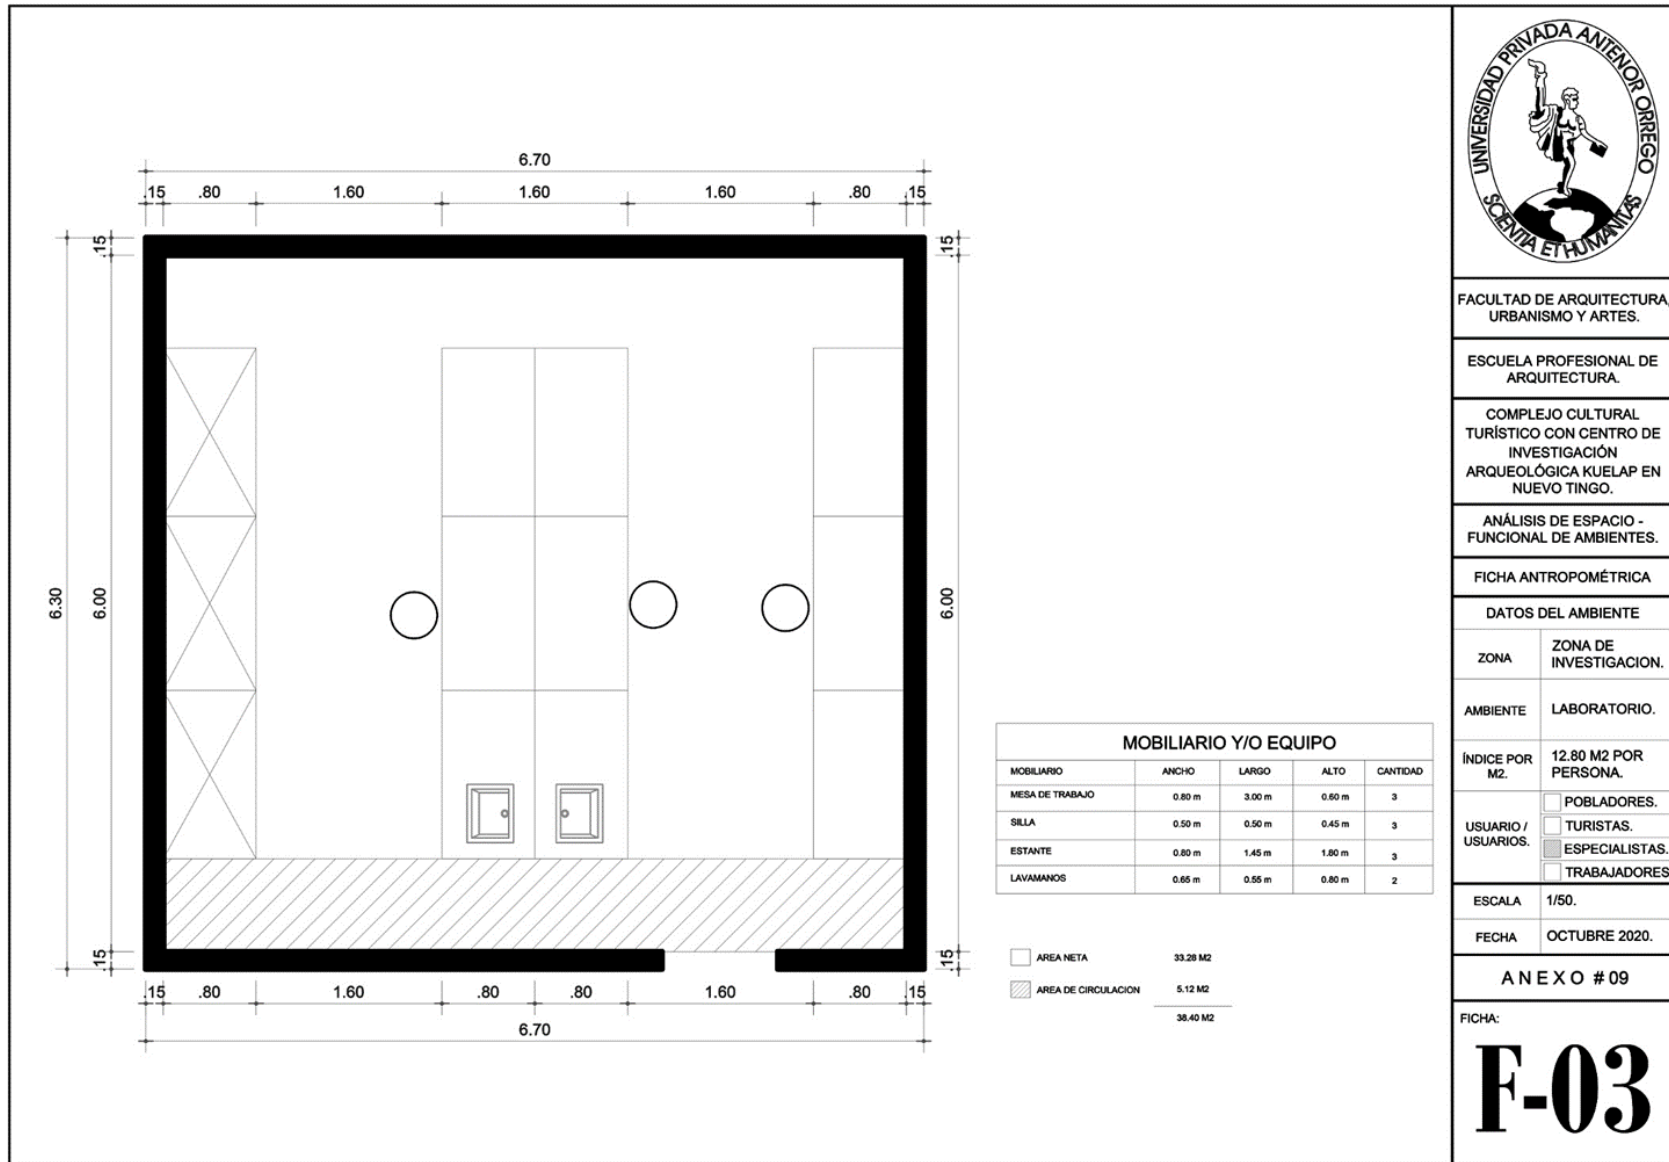 6.70
.15 .80 1.60 1.60 1.60 .80 .15
.15
6.30
6.00
.15
.15
6.00
.15
.15 .80 1.60 .80 .80 1.60 .80 .15
6.70
MOBILIARIO Y/O EQUIPO
MOBILIARIO ANCHO LARGO ALTO CANTIDAD
MESA DE TRABAJO 0.80 m 3.00 m 0.60 m 3
SILLA 0.50 m 0.50 m 0.45 m 3
ESTANTE 0.80 m 1.45 m 1.80 m 3
LAVAMANOS 0.65 m 0.55 m 0.80 m 2
AREA NETA 33.28 M2
AREA DE CIRCULACION 5.12 M2
38.40 M2
UNIVERSIDAD PRIVADA ANTENOR ORREGO
SCIENTIA ET HUMANITAS
FACULTAD DE ARQUITECTURA,
URBANISMO Y ARTES.
ESCUELA PROFESIONAL DE
ARQUITECTURA.
COMPLEJO CULTURAL
TURÍSTICO CON CENTRO DE
INVESTIGACIÓN
ARQUEOLÓGICA KUELAP EN
NUEVO TINGO.
ANÁLISIS DE ESPACIO -
FUNCIONAL DE AMBIENTES.
FICHA ANTROPOMÉTRICA
DATOS DEL AMBIENTE
ZONA
ZONA DE
INVESTIGACION.
AMBIENTE LABORATORIO.
ÍNDICE POR
M2.
12.80 M2 POR
PERSONA.
USUARIO /
USUARIOS.
POBLADORES.
TURISTAS.
ESPECIALISTAS.
TRABAJADORES
ESCALA 1/50.
FECHA OCTUBRE 2020.
ANEXO #09
FICHA:
F-03